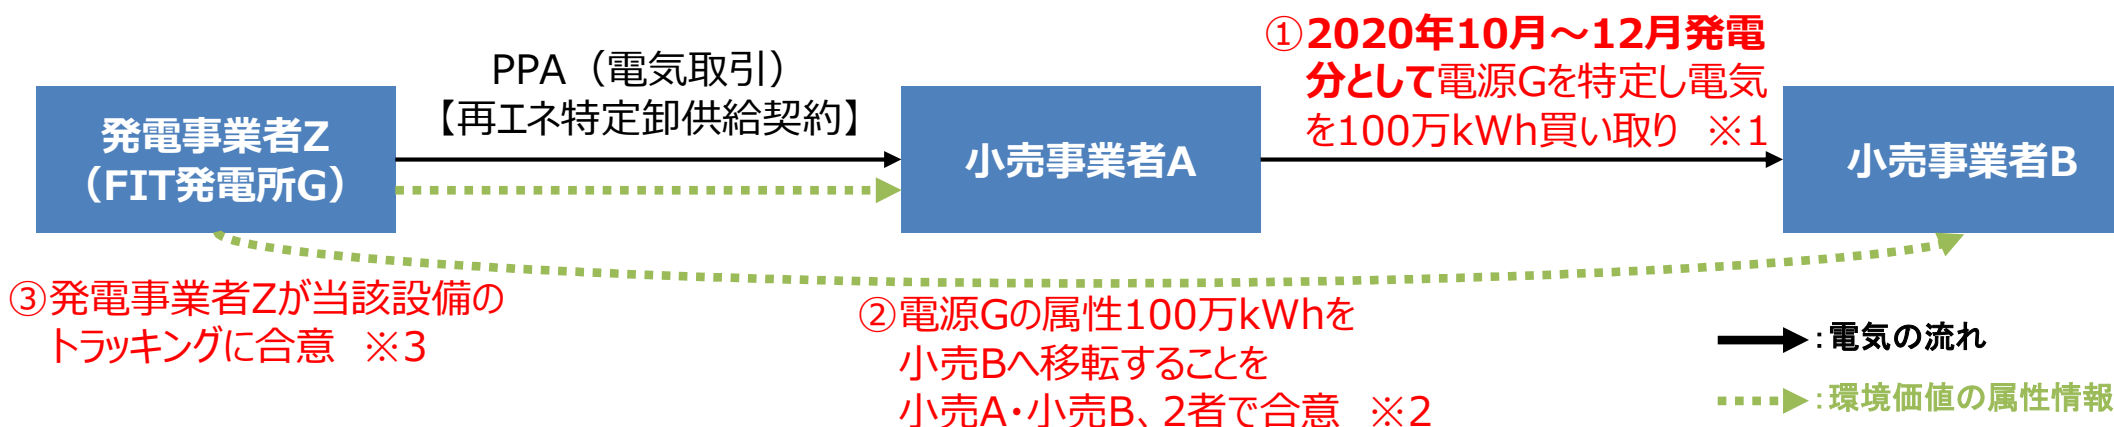 ①2020年10月～12月発電
分として電源Gを特定し電気
を100万kWh買い取り ※1
PPA（電気取引）
【再エネ特定卸供給契約】
発電事業者Z
（FIT発電所G）
小売事業者A
小売事業者B
③発電事業者Zが当該設備の
トラッキングに合意 ※3
②電源Gの属性100万kWhを
小売Bへ移転することを
小売A・小売B、2者で合意 ※2
：電気の流れ
：環境価値の属性情報